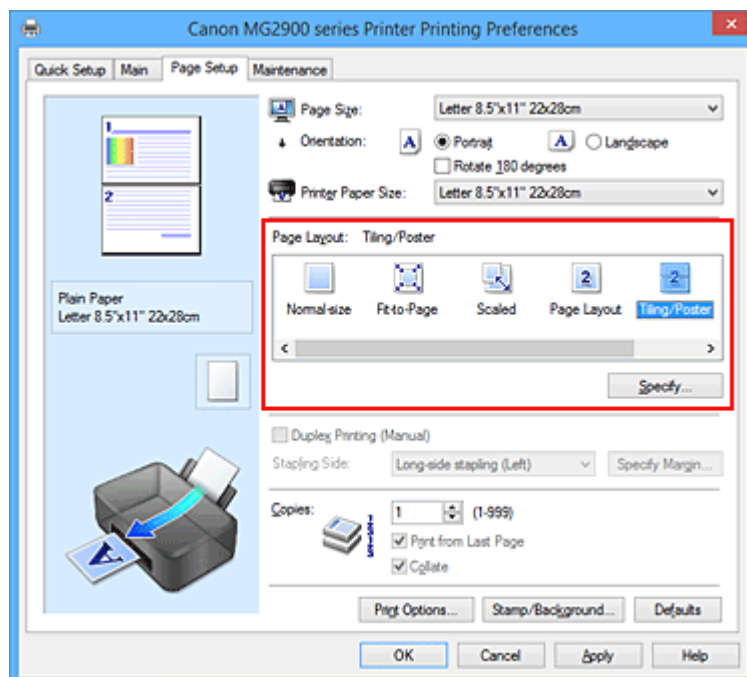 Canon MG2900 series Printer Printing Preferences
Quick Setup Main Page Setup Maintenance
1
2
Plain Paper
Letter 8.5"x11" 22x28cm
Page Size: Letter 8.5"x11" 22x28cm
Orientation: A Portrait A Landscape
Rotate 180 degrees
Printer Paper Size: Letter 8.5"x11" 22x28cm
Page Layout: Tiling/Poster
2 2
Normal-size Fit-to-Page Scaled Page Layout Tiling/Poster
Specify...
Duplex Printing (Manual)
Stapling Side: Long-side stapling (Left) Specify Margin...
Copies: 1 (1-999)
Print from Last Page
Collate
A
Print Options... Stamp/Background... Defaults
OK Cancel Apply Help